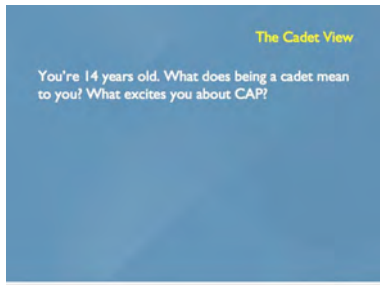 The Cadet View
You're 14 years old. What does being a cadet mean
to you? What excites you about CAP?